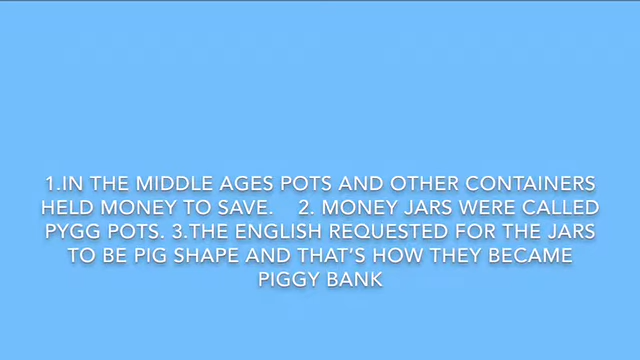 1.IN THE MIDDLE AGES POTS AND OTHER CONTAINERS
HELD MONEY TO SAVE.    2. MONEY JARS WERE CALLED
PYGG POTS. 3.THE ENGLISH REQUESTED FOR THE JARS
TO BE PIG SHAPE AND THAT’S HOW THEY BECAME
PIGGY BANK